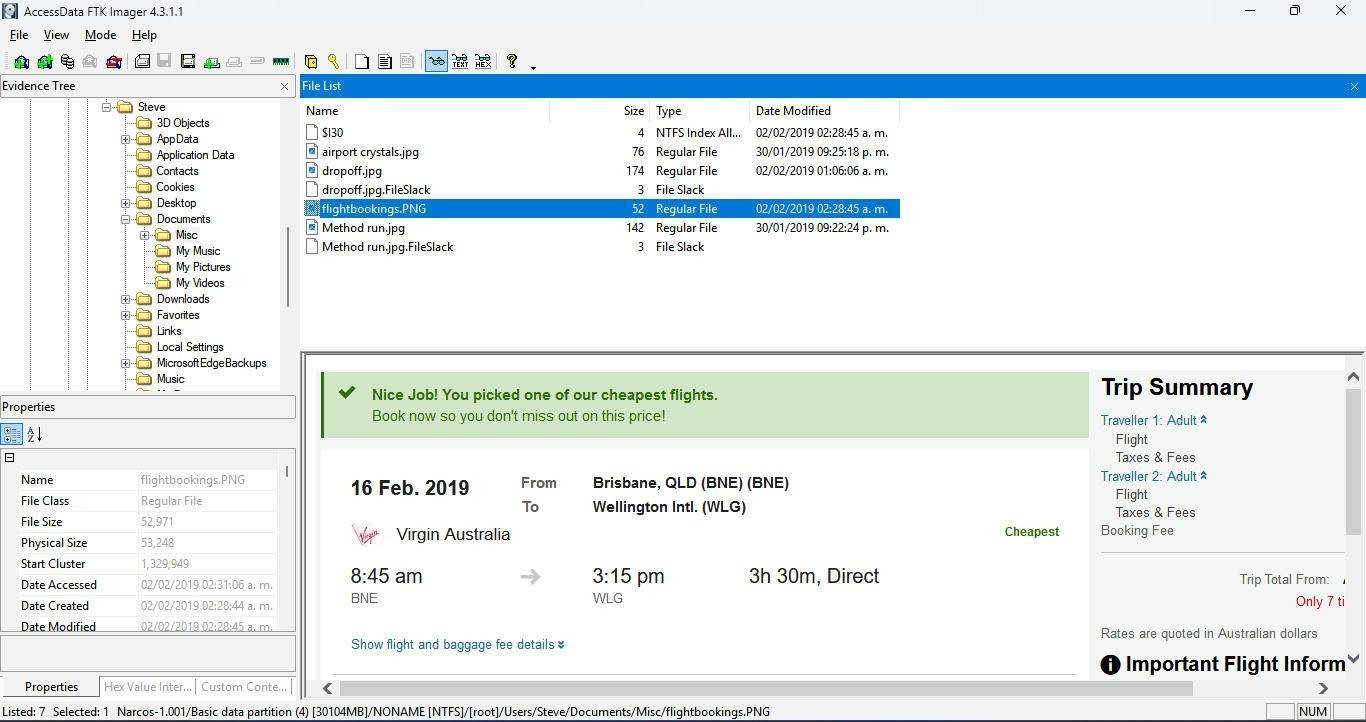 AccessData FTK Imager 4.3.1.1
File View Mode Help
Evidence Tree
Steve
3D Objects
AppData
Application Data
Contacts
Cookies
Desktop
Documents
Misc
My Music
My Pictures
My Videos
Downloads
Favorites
Links
Local Settings
MicrosoftEdgeBackups
Music
File List
Name Size Type Date Modified
$I30 4 NTFS Index All... 02/02/2019 02:28:45 a. m.
airport crystals.jpg 76 Regular File 30/01/2019 09:25:18 p. m.
dropoff.jpg 174 Regular File 02/02/2019 01:06:06 a. m.
dropoff.jpg.FileSlack 3 File Slack
flightbookings.PNG 52 Regular File 02/02/2019 02:28:45 a. m.
Method run.jpg 142 Regular File 30/01/2019 09:22:24 p. m.
Method run.jpg.FileSlack 3 File Slack
Properties
Name flightbookings.PNG
File Class Regular File
File Size 52,971
Physical Size 53,248
Start Cluster 1,329,949
Date Accessed 02/02/2019 02:31:06 a. m.
Date Created 02/02/2019 02:28:44 a. m.
Date Modified 02/02/2019 02:28:45 a. m.
Properties Hex Value Inter... Custom Conte...
Nice Job! You picked one of our cheapest flights.
Book now so you don't miss out on this price!
16 Feb. 2019
From Brisbane, QLD (BNE) (BNE)
To Wellington Intl. (WLG)
Virgin Australia
Cheapest
8:45 am 3:15 pm 3h 30m, Direct
BNE WLG
Show flight and baggage fee details
Trip Summary
Traveller 1: Adult
Flight
Taxes & Fees
Traveller 2: Adult
Flight
Taxes & Fees
Booking Fee
Trip Total From:
Only 7 ti
Rates are quoted in Australian dollars
Important Flight Inform
Listed: 7 Selected: 1 Narcos-1.001/Basic data partition (4) [30104MB]/NONAME [NTFS]/[root]/Users/Steve/Documents/Misc/flightbookings.PNG
NUM